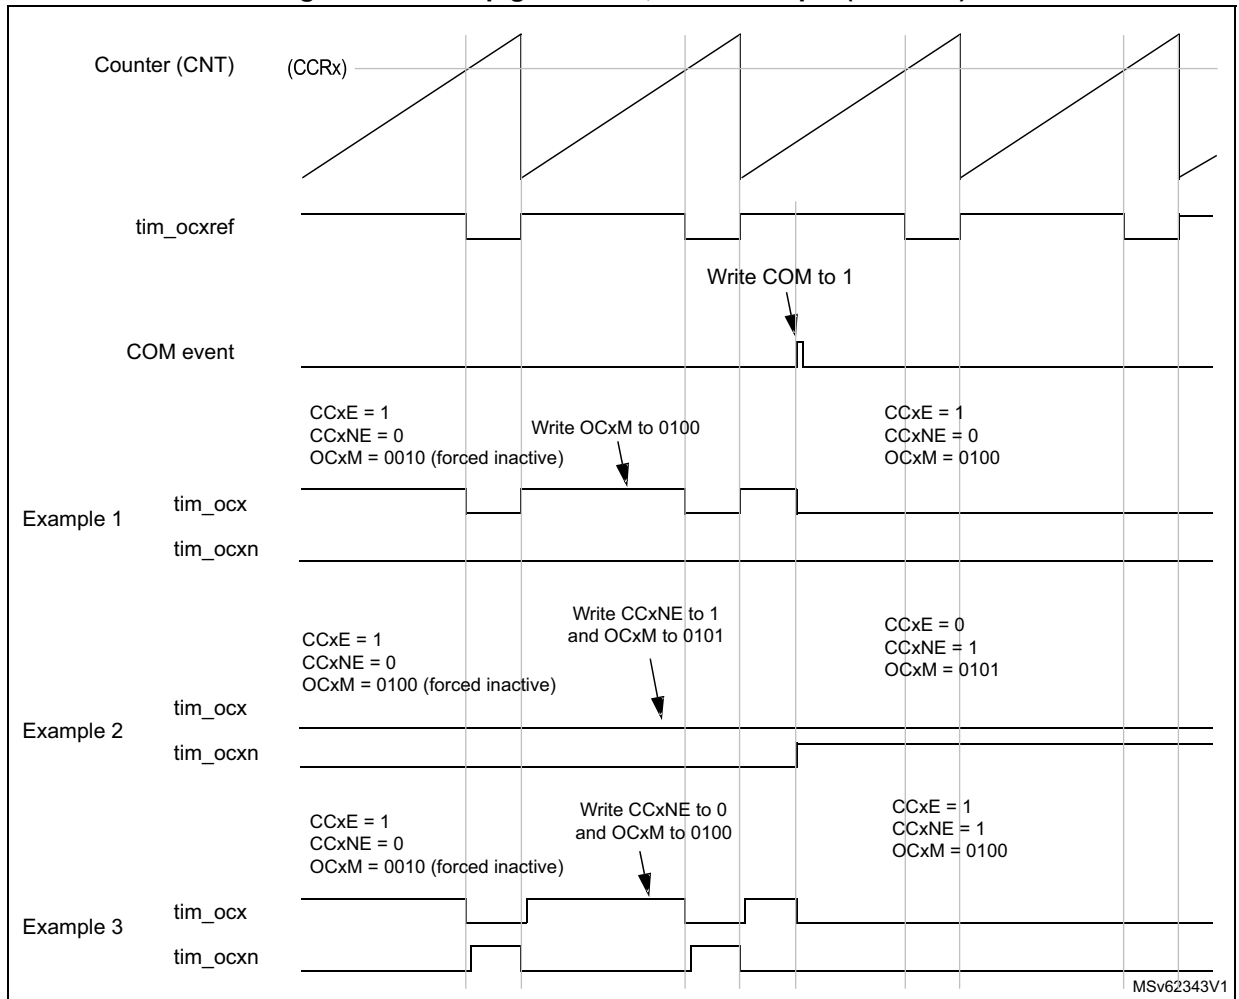 Counter (CNT)
(CCRx)
tim_ocxref
Write COM to 1
COM event
CCxE = 1
CCxNE = 0
OCxM = 0010 (forced inactive)
Write OCxM to 0100
CCxE = 1
CCxNE = 0
OCxM = 0100
Example 1
tim_ocx
tim_ocxn
CCxE = 1
CCxNE = 0
OCxM = 0100 (forced inactive)
Write CCxNE to 1
and OCxM to 0101
CCxE = 0
CCxNE = 1
OCxM = 0101
Example 2
tim_ocx
tim_ocxn
CCxE = 1
CCxNE = 0
OCxM = 0010 (forced inactive)
Write CCxNE to 0
and OCxM to 0100
CCxE = 1
CCxNE = 1
OCxM = 0100
Example 3
tim_ocx
tim_ocxn
MSv62343V1